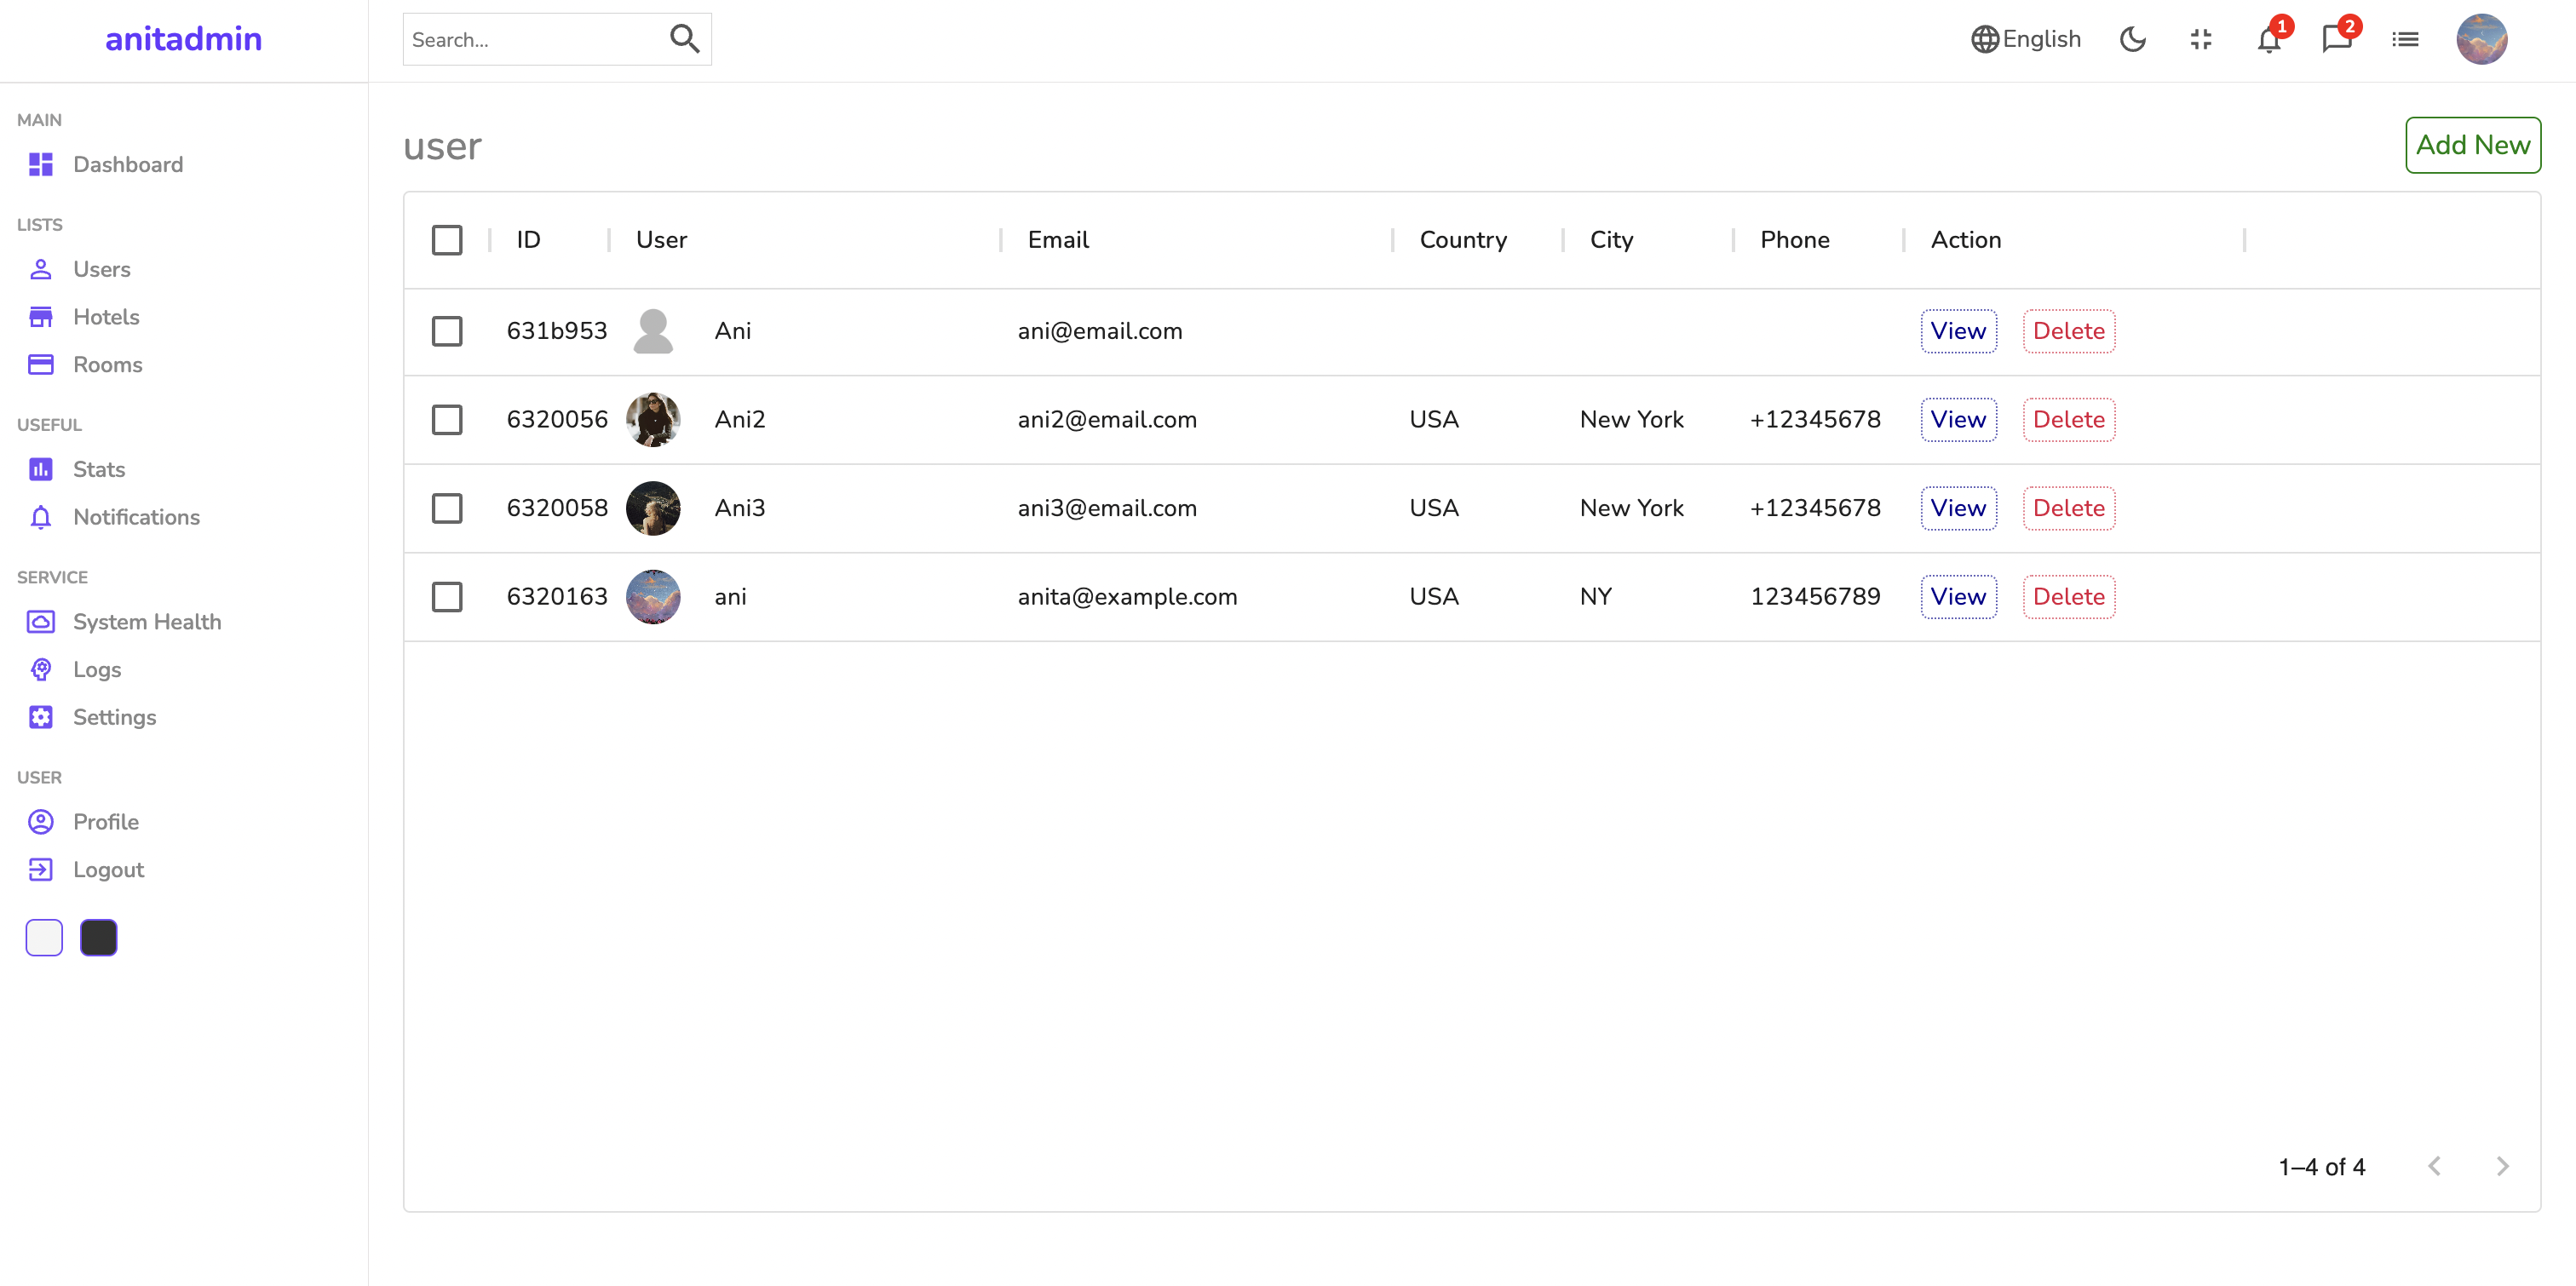 anitadmin
Search...
English
1
2
MAIN
Dashboard
LISTS
Users
Hotels
Rooms
USEFUL
Stats
Notifications
SERVICE
System Health
Logs
Settings
USER
Profile
Logout
user
Add New
ID User Email Country City Phone Action
631b953 Ani ani@email.com View Delete
6320056 Ani2 ani2@email.com USA New York +12345678 View Delete
6320058 Ani3 ani3@email.com USA New York +12345678 View Delete
6320163 ani anita@example.com USA NY 123456789 View Delete
1–4 of 4